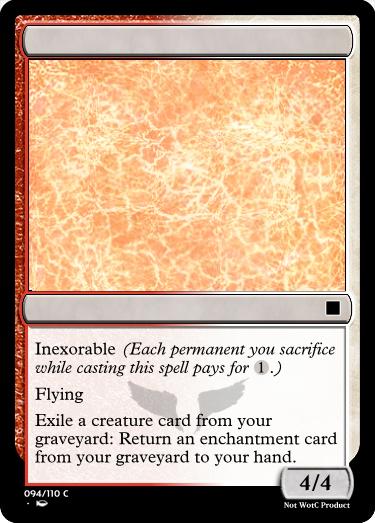 Inexorable (Each permanent you sacrifice
while casting this spell pays for 1.)
Flying
Exile a creature card from your
graveyard: Return an enchantment card
from your graveyard to your hand.
4/4
094/110 C
Not WotC Product